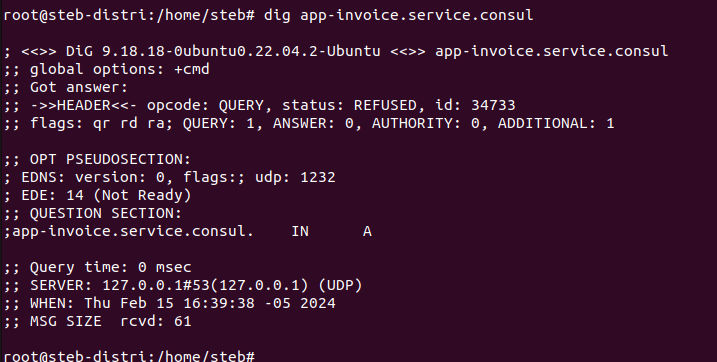 root@steb-distri:/home/steb# dig app-invoice.service.consul
; <<>> DiG 9.18.18-0ubuntu0.22.04.2-Ubuntu <<>> app-invoice.service.consul
;; global options: +cmd
;; Got answer:
;; ->>HEADER<<- opcode: QUERY, status: REFUSED, id: 34733
;; flags: qr rd ra; QUERY: 1, ANSWER: 0, AUTHORITY: 0, ADDITIONAL: 1
;; OPT PSEUDOSECTION:
; EDNS: version: 0, flags:; udp: 1232
; EDE: 14 (Not Ready)
;; QUESTION SECTION:
;app-invoice.service.consul.    IN      A
;; Query time: 0 msec
;; SERVER: 127.0.0.1#53(127.0.0.1) (UDP)
;; WHEN: Thu Feb 15 16:39:38 -05 2024
;; MSG SIZE  rcvd: 61
root@steb-distri:/home/steb#